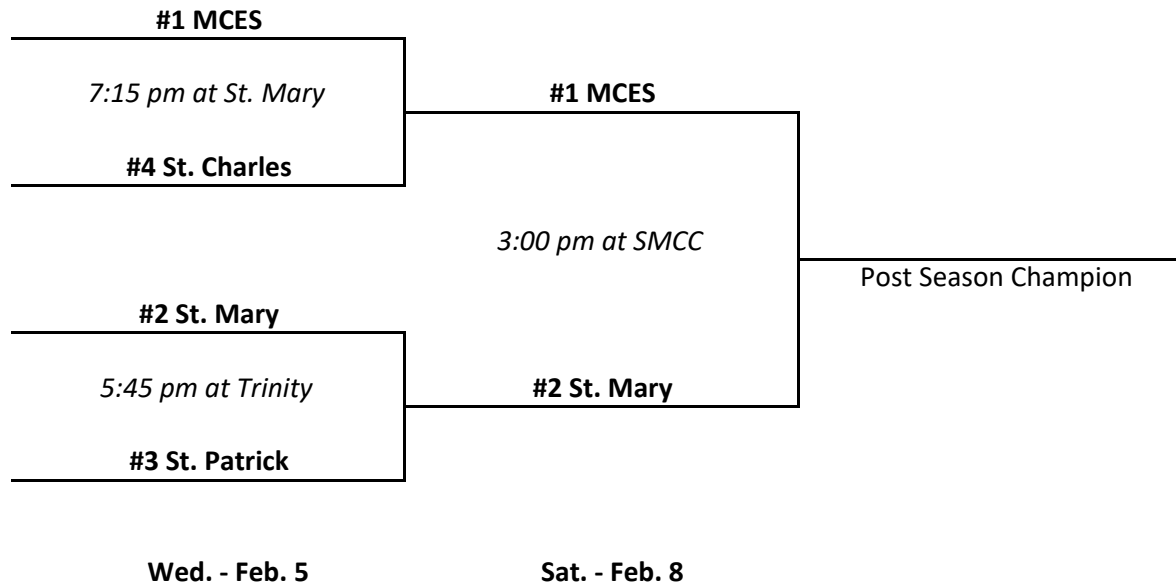 #1 MCES
7:15 pm at St. Mary
#1 MCES
#4 St. Charles
3:00 pm at SMCC
Post Season Champion
#2 St. Mary
5:45 pm at Trinity
#2 St. Mary
#3 St. Patrick
Wed. - Feb. 5
Sat. - Feb. 8